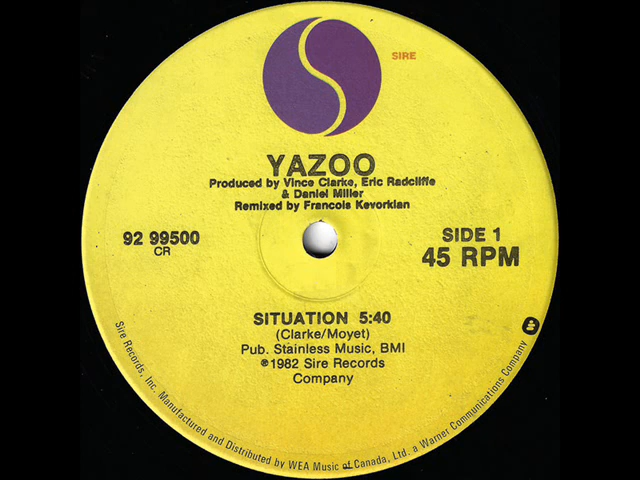 SIRE
YAZOO
Produced by Vince Clarke, Eric Radcliffe
& Daniel Miller
Remixed by Francois Kevorkian
92 99500
CR
SIDE 1
45 RPM
SITUATION 5:40
(Clarke/Moyet)
Pub. Stainless Music, BMI
℗1982 Sire Records
Company
Sire Records, Inc. Manufactured and Distributed by WEA Music of Canada, Ltd. a Warner Communications Company